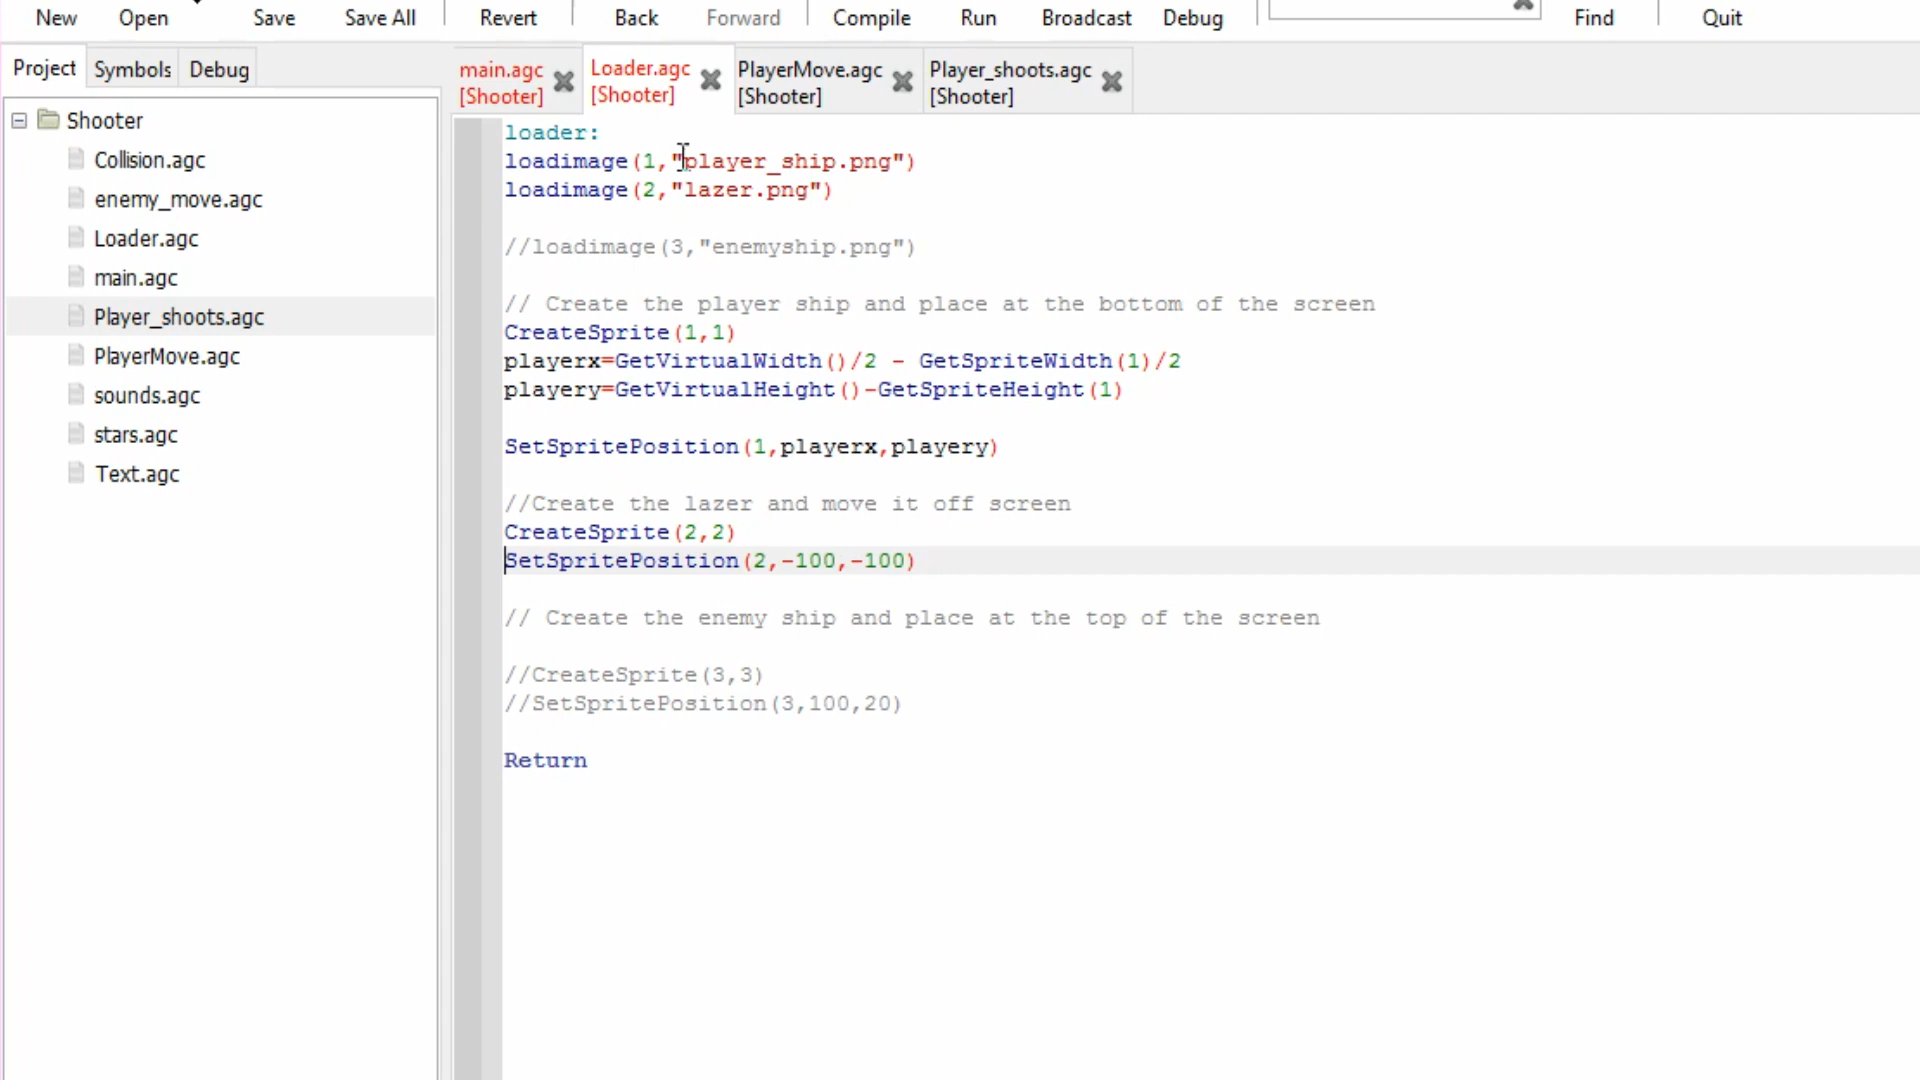 New Open Save Save All Revert Back Forward Compile Run Broadcast Debug Find Quit
Project Symbols Debug
main.agc [Shooter]
Loader.agc [Shooter]
PlayerMove.agc [Shooter]
Player_shoots.agc [Shooter]
Shooter
Collision.agc
enemy_move.agc
Loader.agc
main.agc
Player_shoots.agc
PlayerMove.agc
sounds.agc
stars.agc
Text.agc
loader:
loadimage(1,"player_ship.png")
loadimage(2,"lazer.png")
//loadimage(3,"enemyship.png")
// Create the player ship and place at the bottom of the screen
CreateSprite(1,1)
playerx=GetVirtualWidth()/2 - GetSpriteWidth(1)/2
playery=GetVirtualHeight()-GetSpriteHeight(1)
SetSpritePosition(1,playerx,playery)
//Create the lazer and move it off screen
CreateSprite(2,2)
SetSpritePosition(2,-100,-100)
// Create the enemy ship and place at the top of the screen
//CreateSprite(3,3)
//SetSpritePosition(3,100,20)
Return